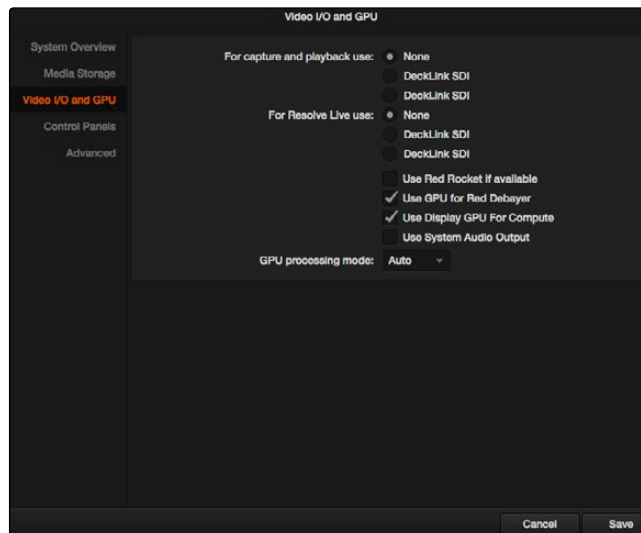 Video I/O and GPU
System Overview
Media Storage
Video I/O and GPU
Control Panels
Advanced
For capture and playback use: None
DeckLink SDI
DeckLink SDI
For Resolve Live use: None
DeckLink SDI
DeckLink SDI
Use Red Rocket if available
Use GPU for Red Debayer
Use Display GPU For Compute
Use System Audio Output
GPU processing mode: Auto
Cancel Save